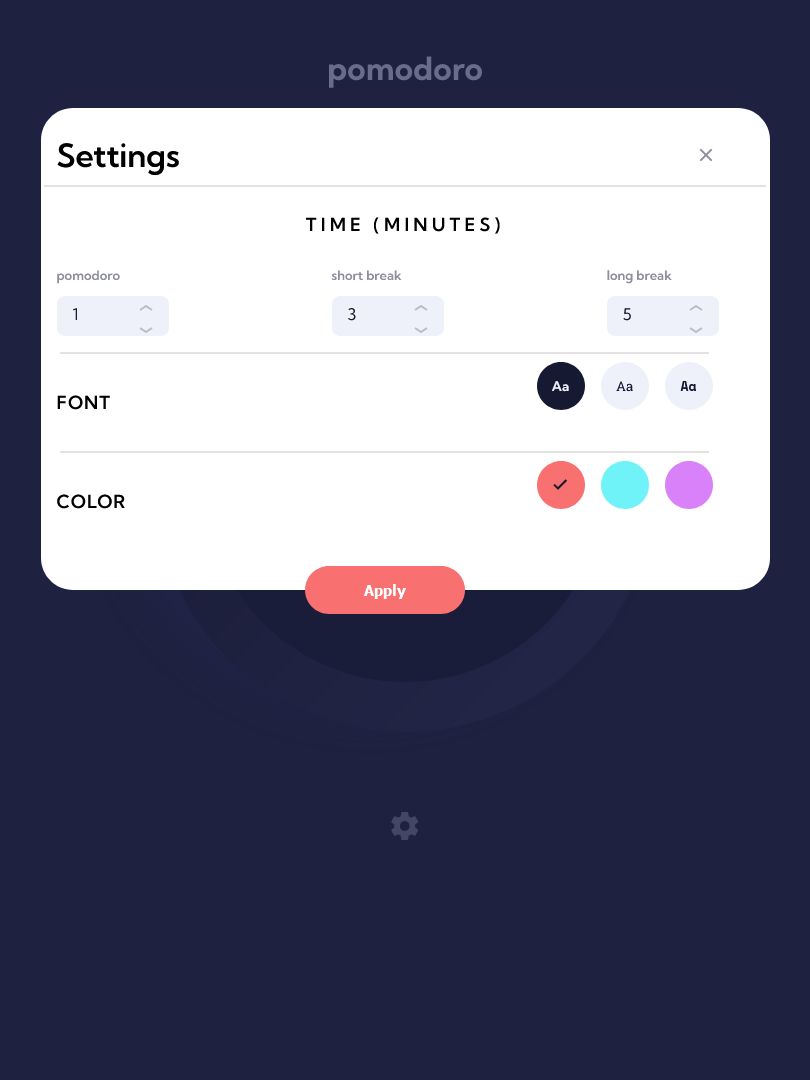 pomodoro
Settings
TIME (MINUTES)
pomodoro short break long break
1 3 5
Aa Aa Aa
FONT
COLOR
Apply